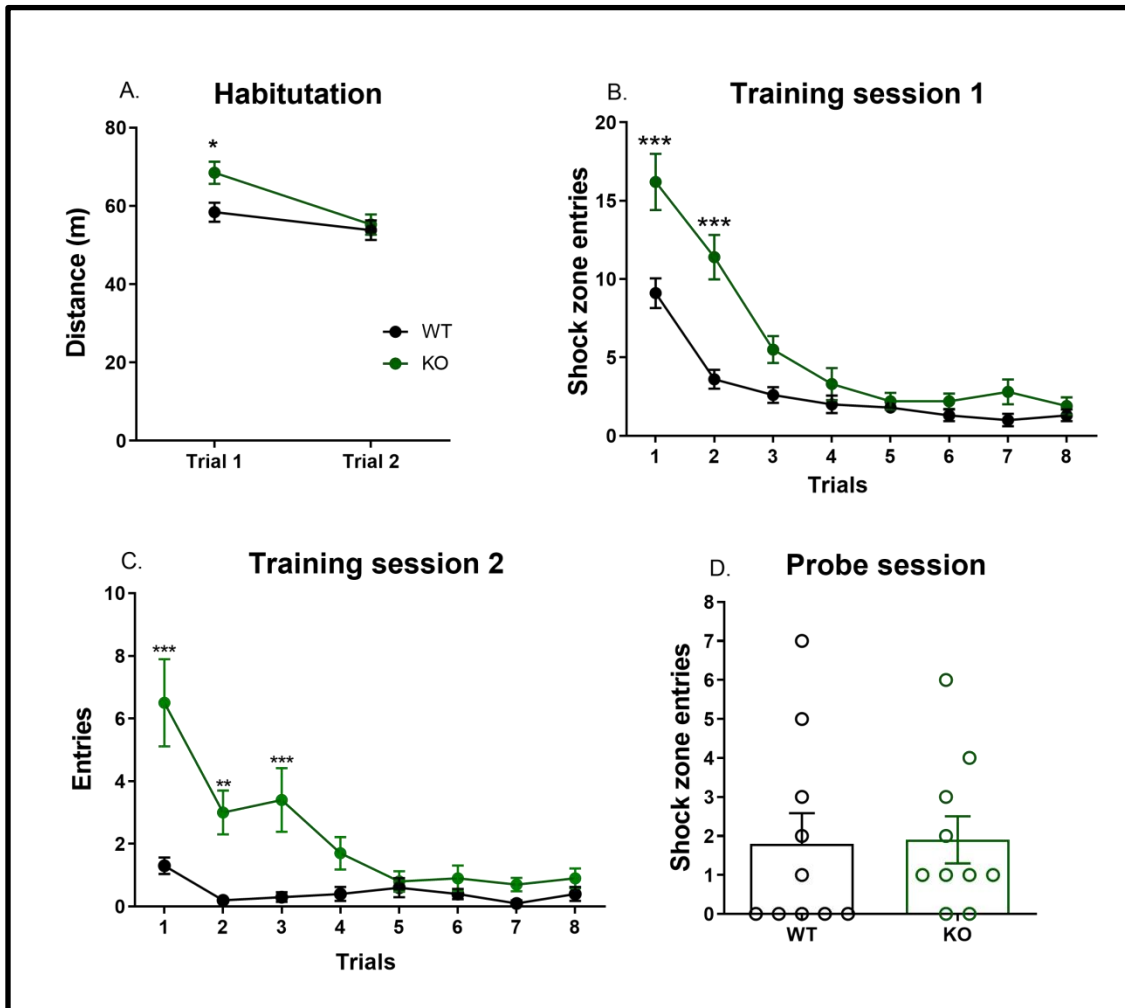 A.
Habitutation
80
60
40
20
0
Distance (m)
*
WT
KO
Trial 1
Trial 2
B.
Training session 1
20
15
10
5
0
Shock zone entries
***
***
1 2 3 4 5 6 7 8
Trials
C.
Training session 2
10
8
6
4
2
0
Entries
***
**
***
1 2 3 4 5 6 7 8
Trials
D.
Probe session
8
7
6
5
4
3
2
1
0
Shock zone entries
WT
KO